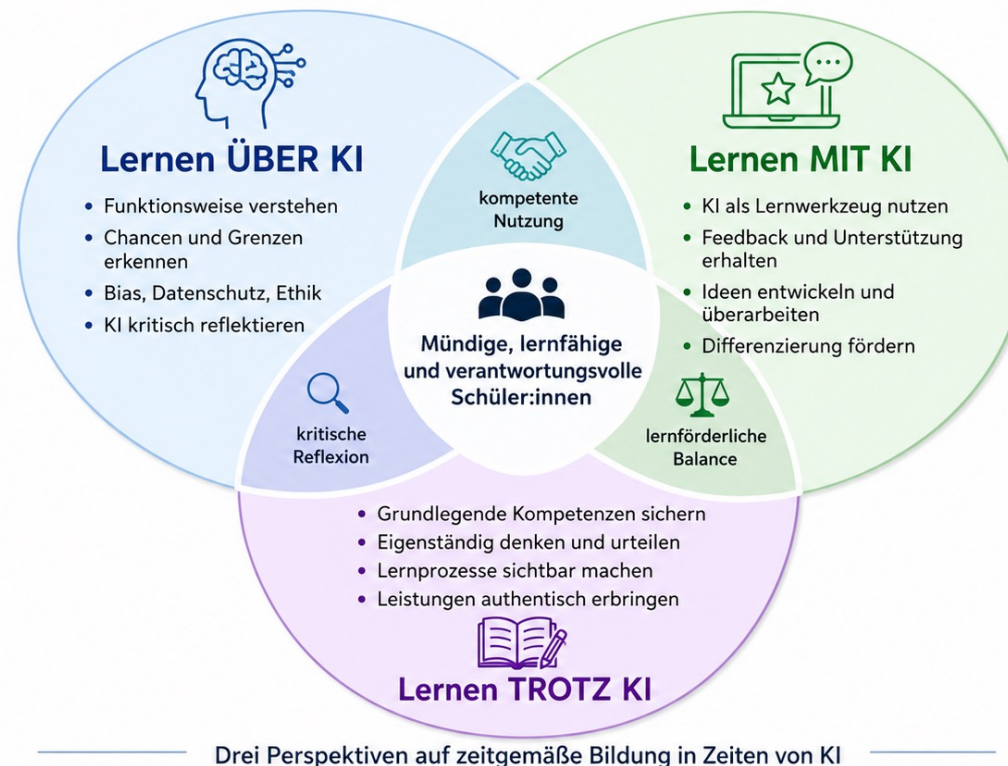 Lernen ÜBER KI
• Funktionsweise verstehen
• Chancen und Grenzen
erkennen
• Bias, Datenschutz, Ethik
• KI kritisch reflektieren
kompetente
Nutzung
Lernen MIT KI
• KI als Lernwerkzeug nutzen
• Feedback und Unterstützung
erhalten
• Ideen entwickeln und
überarbeiten
• Differenzierung fördern
Mündige, lernfähige
und verantwortungsvolle
Schüler:innen
kritische
Reflexion
lernförderliche
Balance
• Grundlegende Kompetenzen sichern
• Eigenständig denken und urteilen
• Lernprozesse sichtbar machen
• Leistungen authentisch erbringen
Lernen TROTZ KI
Drei Perspektiven auf zeitgemäße Bildung in Zeiten von KI